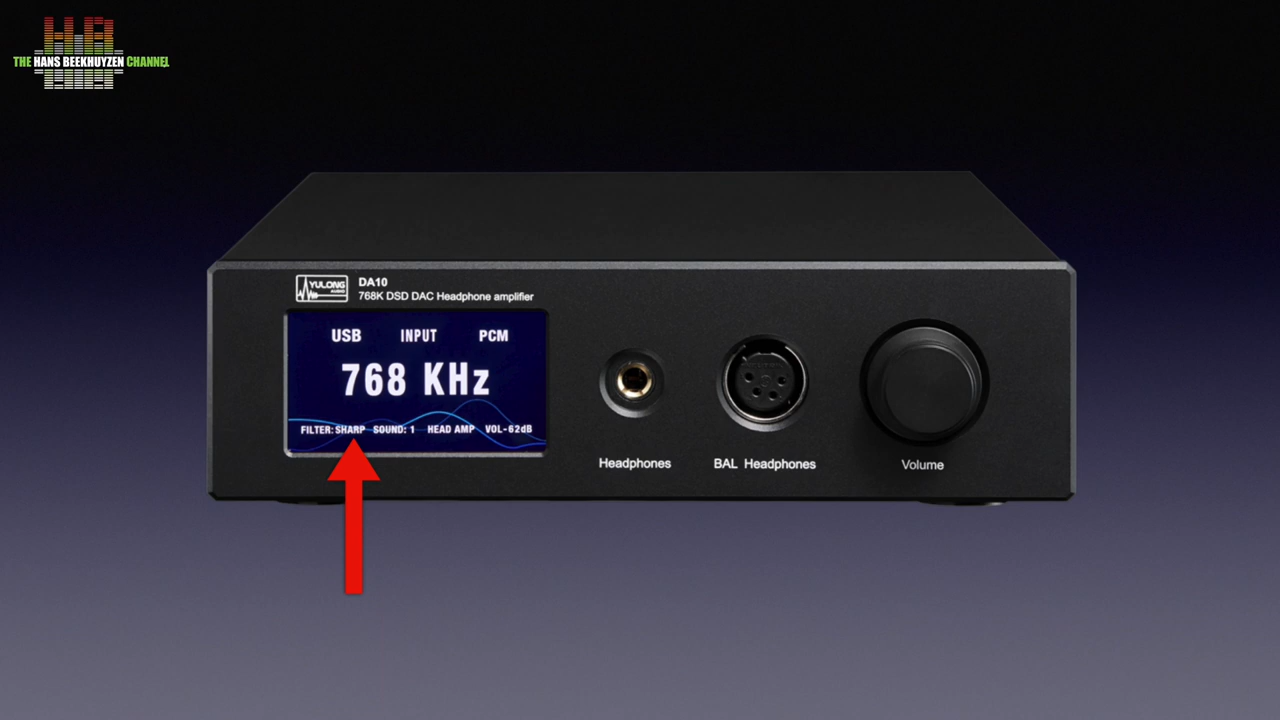 THE HANS BEEKHUYZEN CHANNEL
YULONG AUDIO
DA10
768K DSD DAC Headphone amplifier
USB INPUT PCM
768 KHz
FILTER: SHARP SOUND: 1 HEAD AMP VOL-62dB
Headphones
BAL Headphones
Volume